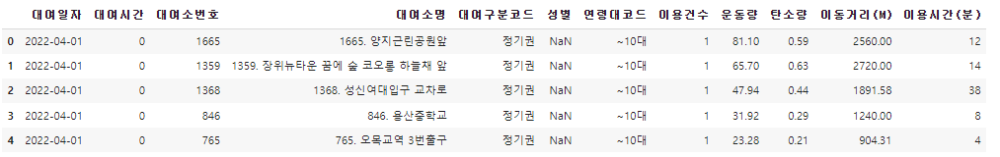 대여일자 대여시간 대여소번호 대여소명 대여구분코드 성별 연령대코드 이용건수 운동량 탄소량 이동거리(M) 이용시간(분)
0 2022-04-01 0 1665 1665. 양지근린공원앞 정기권 NaN ~10대 1 81.10 0.59 2560.00 12
1 2022-04-01 0 1359 1359. 장위뉴타운 꿈에 숲 코오롱 하늘채 앞 정기권 NaN ~10대 1 65.70 0.63 2720.00 14
2 2022-04-01 0 1368 1368. 성신여대입구 교차로 정기권 NaN ~10대 1 47.94 0.44 1891.58 38
3 2022-04-01 0 846 846. 용산중학교 정기권 NaN ~10대 1 31.92 0.29 1240.00 8
4 2022-04-01 0 765 765. 오목교역 3번출구 정기권 NaN ~10대 1 23.28 0.21 904.31 4